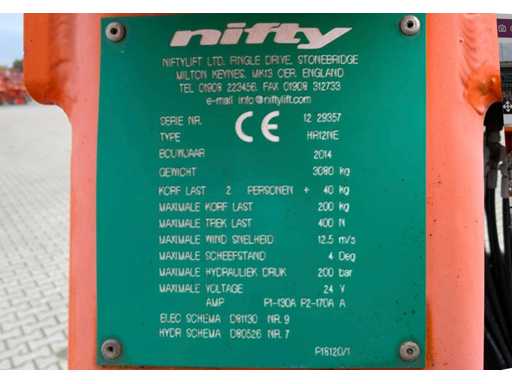 nifty
NIFTYLIFT LTD, FINGLE DRIVE, STONEBRIDGE
MILTON KEYNES, MK13 OER, ENGLAND
TEL 01908 223456, FAX 01908 312733
e-mail info@niftylift.com
CE
SERIE NR. 12 29357
TYPE HR12NE
BOUWJAAR 2014
GEWICHT 3080 kg
KORF LAST 2 PERSONEN + 40 kg
MAXIMALE KORF LAST 200 kg
MAXIMALE TREK LAST 400 N
MAXIMALE WIND SNELHEID 12.5 m/s
MAXIMALE SCHEEFSTAND 4 Deg
MAXIMALE HYDRAULIEK DRUK 200 bar
MAXIMALE VOLTAGE 24 V
AMP P1-130A P2-170A A
ELEC SCHEMA D81130 NR. 9
HYDR SCHEMA D80526 NR. 7
P18120/1